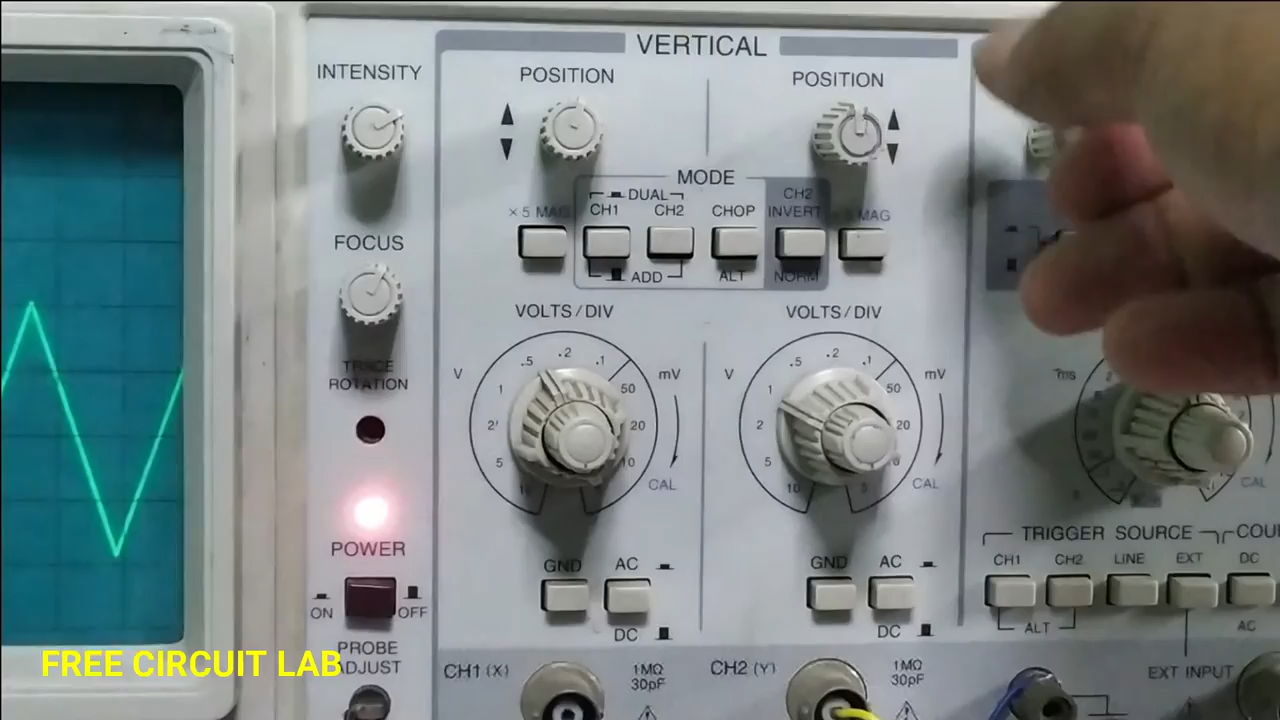 VERTICAL
INTENSITY
POSITION
POSITION
MODE
DUAL
CH2
× 5 MAG
CH1
CH2
CHOP
INVERT
MAG
FOCUS
ADD
ALT
NORM
VOLTS/DIV
VOLTS/DIV
TRACE
ROTATION
V
.5
.2
.1
mV
1
50
2
20
5
10
CAL
V
.5
.2
.1
mV
1
50
2
20
5
10
5
CAL
ms
CAL
POWER
ON
OFF
GND
AC
DC
GND
AC
DC
TRIGGER SOURCE
CH1
CH2
LINE
EXT
DC
ALT
AC
PROBE
ADJUST
FREE CIRCUIT LAB
CH1 (X)
1MΩ
30pF
CH2 (Y)
1MΩ
30pF
EXT INPUT